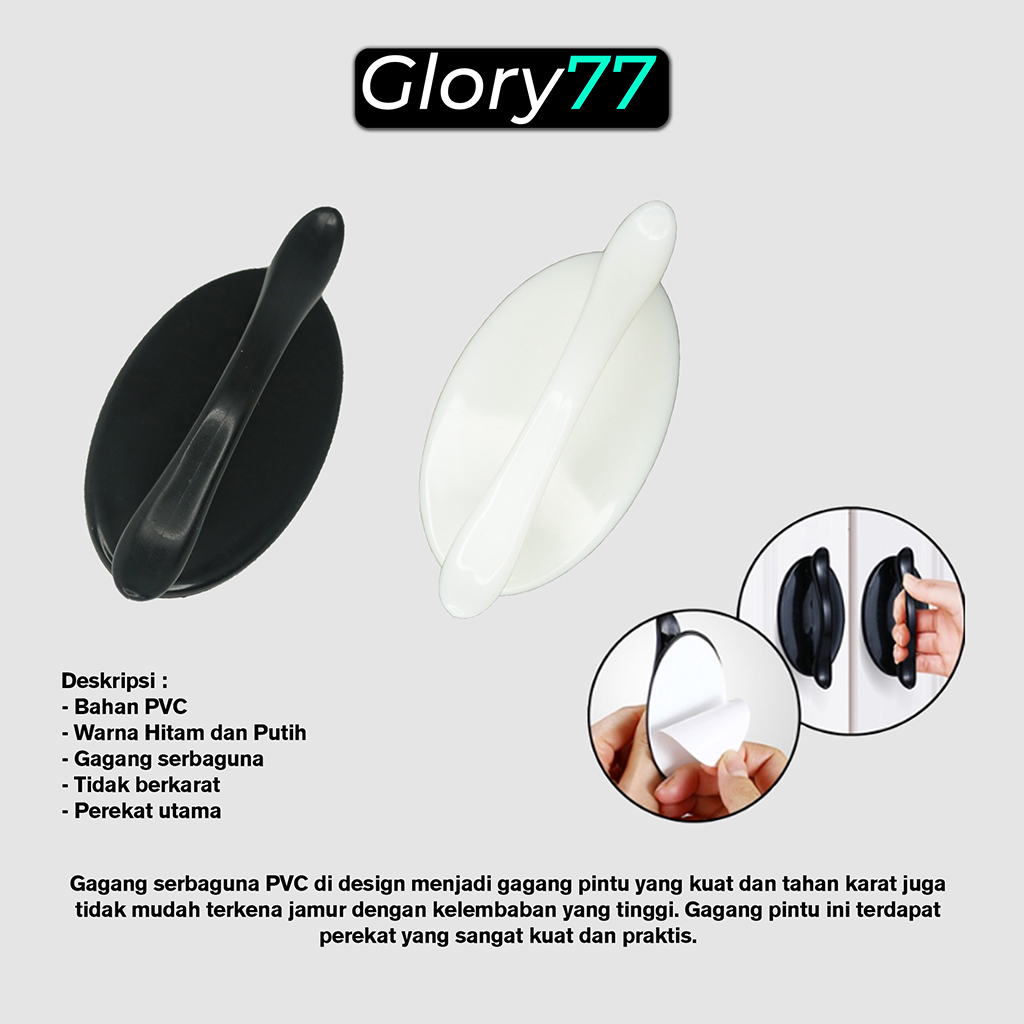 Glory77
Deskripsi :
- Bahan PVC
- Warna Hitam dan Putih
- Gagang serbaguna
- Tidak berkarat
- Perekat utama
Gagang serbaguna PVC di design menjadi gagang pintu yang kuat dan tahan karat juga
tidak mudah terkena jamur dengan kelembaban yang tinggi. Gagang pintu ini terdapat
perekat yang sangat kuat dan praktis.